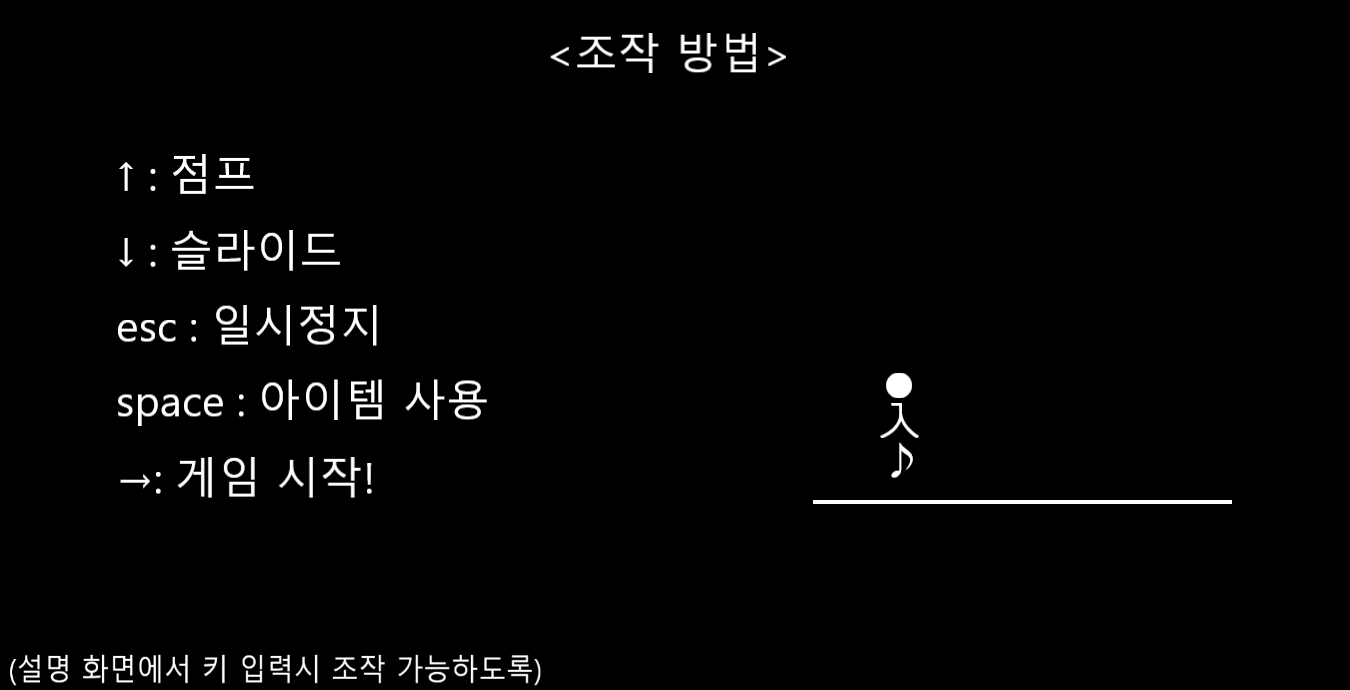 <조작 방법>
↑ : 점프
↓ : 슬라이드
esc : 일시정지
space : 아이템 사용
→: 게임 시작!
(설명 화면에서 키 입력시 조작 가능하도록)